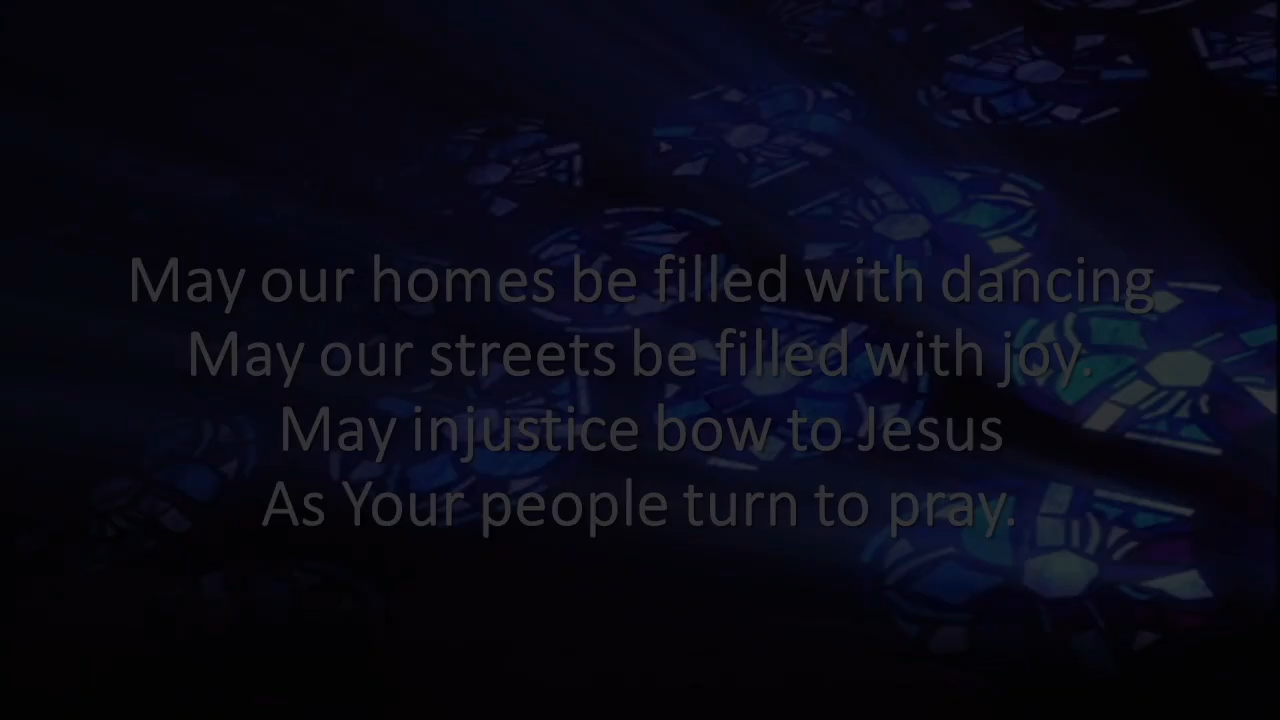 May our homes be filled with dancing
May our streets be filled with joy.
May injustice bow to Jesus
As Your people turn to pray.